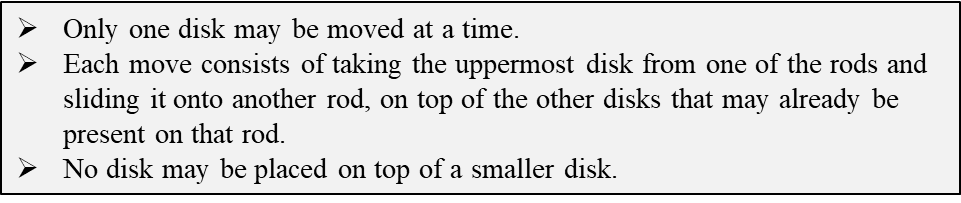 ➢ Only one disk may be moved at a time.
➢ Each move consists of taking the uppermost disk from one of the rods and
sliding it onto another rod, on top of the other disks that may already be
present on that rod.
➢ No disk may be placed on top of a smaller disk.